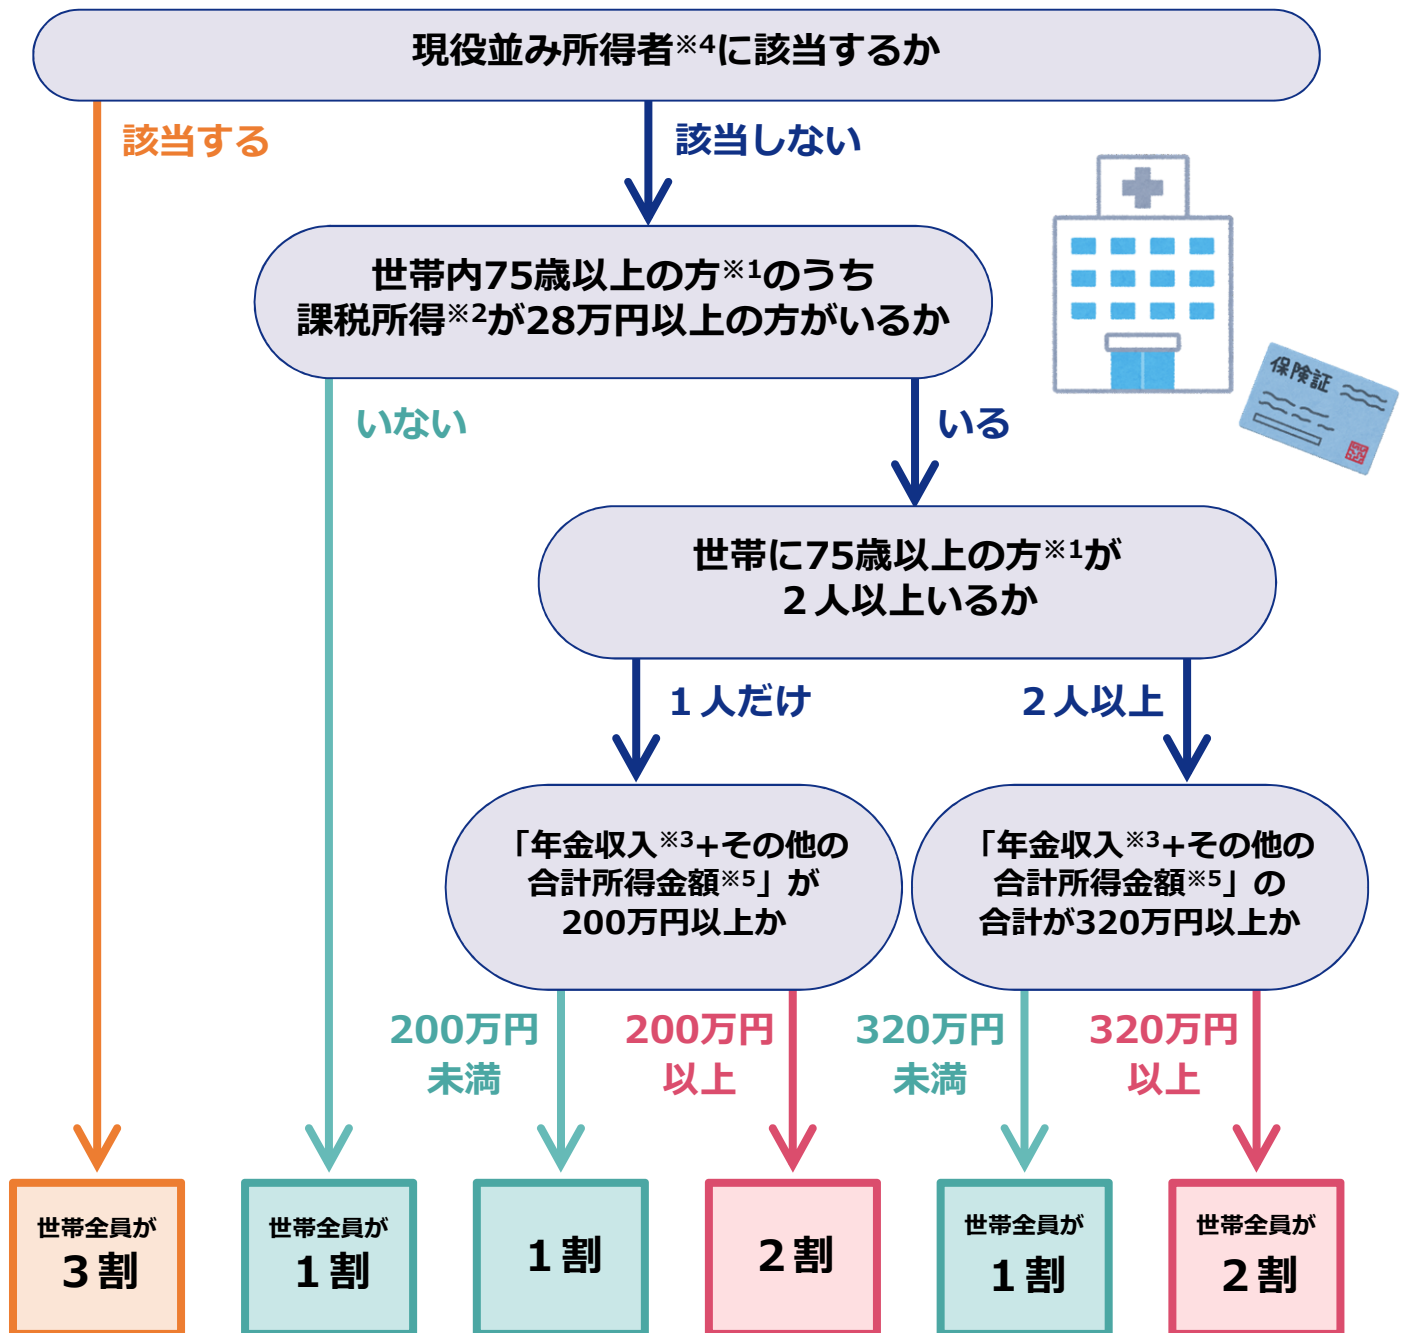 現役並み所得者※4に該当するか
該当する
該当しない
世帯内75歳以上の方※1のうち
課税所得※2が28万円以上の方がいるか
保険証
いない
いる
世帯に75歳以上の方※1が
２人以上いるか
１人だけ
２人以上
「年金収入※3+その他の
合計所得金額※5」が
200万円以上か
「年金収入※3+その他の
合計所得金額※5」の
合計が320万円以上か
200万円
未満
200万円
以上
320万円
未満
320万円
以上
世帯全員が
３割
世帯全員が
１割
１割
２割
世帯全員が
１割
世帯全員が
２割